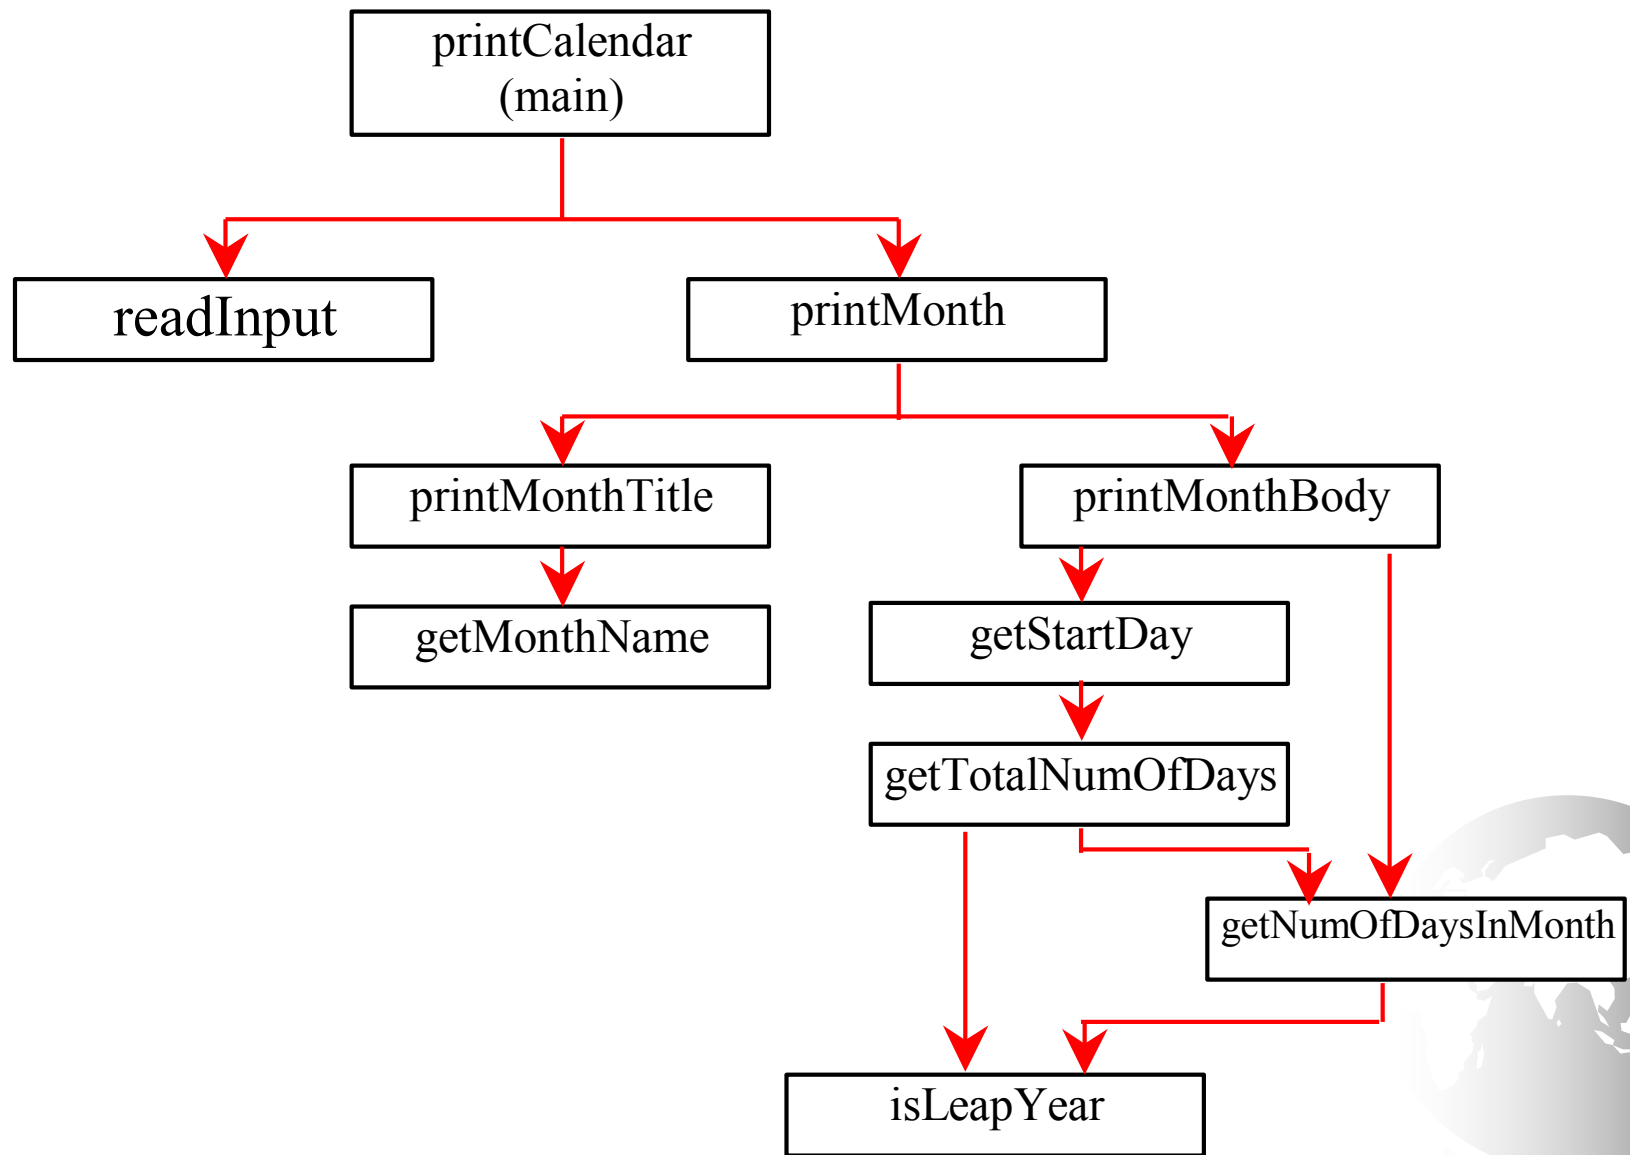 printCalendar
(main)
readInput
printMonth
printMonthTitle
printMonthBody
getMonthName
getStartDay
getTotalNumOfDays
getNumOfDaysInMonth
isLeapYear